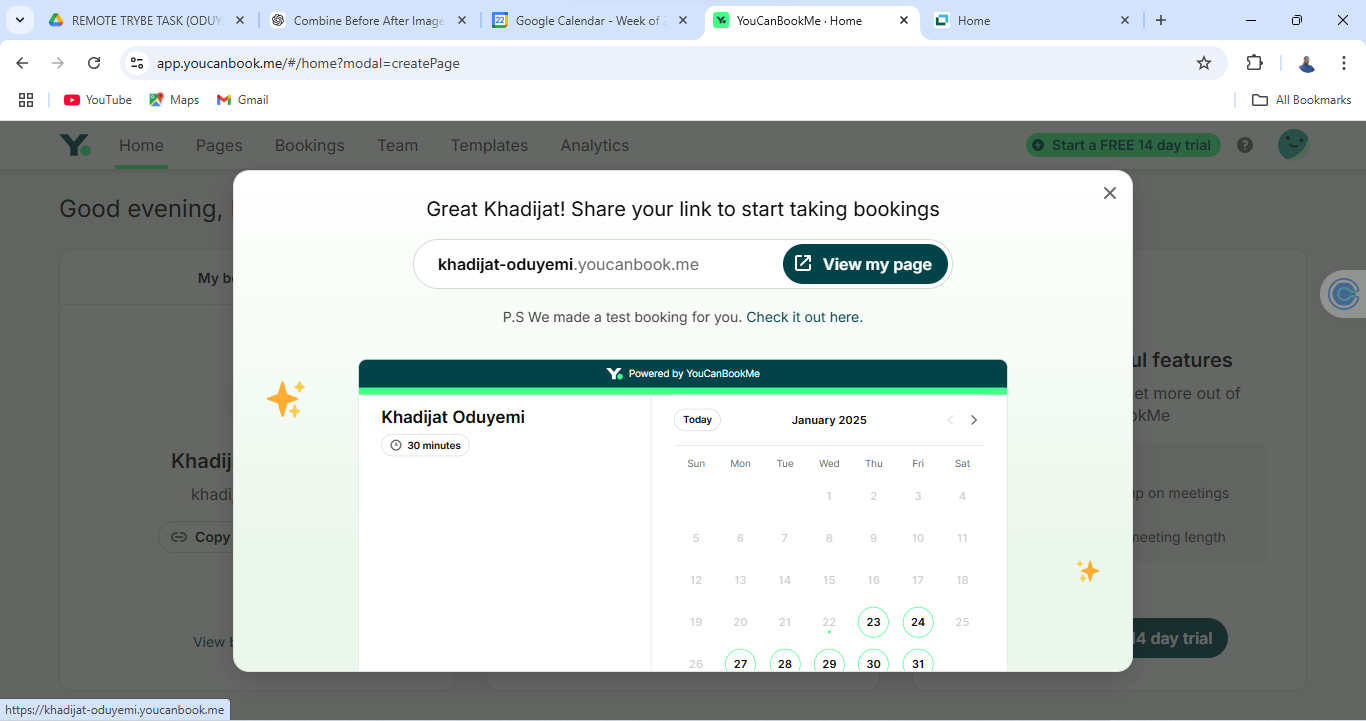 REMOTE TRYBE TASK (ODUY
Combine Before After Image
Google Calendar - Week of 2
YouCanBookMe · Home
Home
app.youcanbook.me/#/home?modal=createPage
YouTube
Maps
Gmail
All Bookmarks
Home
Pages
Bookings
Team
Templates
Analytics
Start a FREE 14 day trial
Good evening,
Great Khadijat! Share your link to start taking bookings
khadijat-oduyemi.youcanbook.me
View my page
P.S We made a test booking for you. Check it out here.
My b
Khadij
khadij
Copy
View b
ul features
et more out of
okMe
up on meetings
meeting length
14 day trial
Powered by YouCanBookMe
Khadijat Oduyemi
30 minutes
Today
January 2025
Sun Mon Tue Wed Thu Fri Sat
1 2 3 4
5 6 7 8 9 10 11
12 13 14 15 16 17 18
19 20 21 22 23 24 25
26 27 28 29 30 31
https://khadijat-oduyemi.youcanbook.me